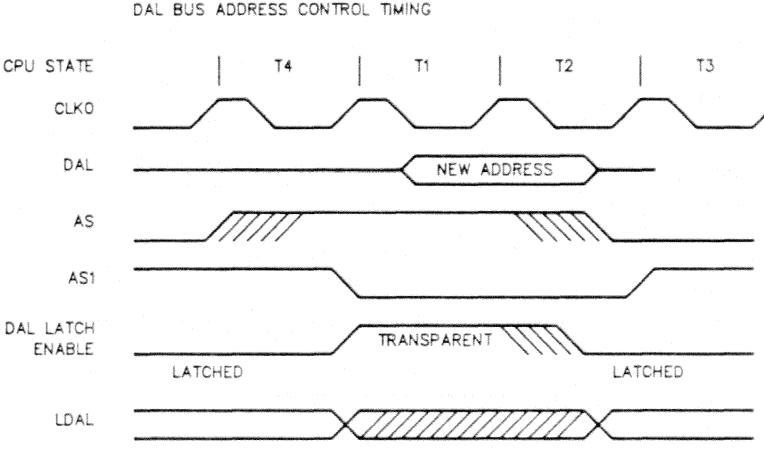 DAL BUS ADDRESS CONTROL TIMING
CPU STATE T4 T1 T2 T3
CLKO
DAL NEW ADDRESS
AS
AS1
DAL LATCH
ENABLE TRANSPARENT
LATCHED LATCHED
LDAL